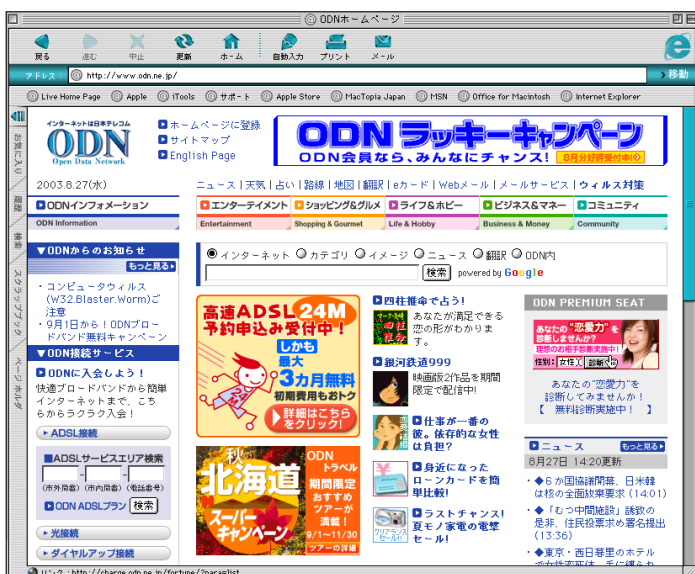 ODNホームページ
戻る 進む 中止 更新 ホーム 自動入力 プリント メール
アドレス: http://www.odn.ne.jp/ 移動
Live Home Page Apple iTools サポート Apple Store MacTopia Japan MSN Office for Macintosh Internet Explorer
お気に入り
履歴
検索
スクラップブック
ページホルダ
インターネットは日本テレコム
ODN
Open Data Network
ホームページに登録
サイトマップ
English Page
ODN ラッキーキャンペーン
ODN会員なら、みんなにチャンス! 8月分好評受付中!
2003.8.27(水)
ニュース | 天気 | 占い | 路線 | 地図 | 翻訳 | eカード | Webメール | メールサービス | ウィルス対策
ODNインフォメーション
ODN Information
エンターテイメント ショッピング&グルメ ライフ&ホビー ビジネス&マネー コミュニティ
Entertainment Shopping & Gourmet Life & Hobby Business & Money Community
▼ODNからのお知らせ
もっと見る
・コンピュータウィルス
(W32.Blaster.Worm)ご
注意
・9月1日から!ODNブロー
ドバンド無料キャンペーン
▼ODN接続サービス
ODNに入会しよう!
快適ブロードバンドから簡単
インターネットまで、こち
らからラクラク入会!
ADSL接続
■ADSLサービスエリア検索
- -
(市外局番) (市内局番) (電話番号)
ODN ADSLプラン 検索
光接続
ダイヤルアップ接続
インターネット カテゴリ イメージ ニュース 翻訳 ODN内
検索 powered by Google
高速ADSL24M
予約申込み受付中!
しかも
最大
3カ月無料
初期費用もおトク
詳細はこちら
をクリック!
秋の
北海道
スーパー
キャンペーン
ODN
トラベル
期間限定
おすすめ
ツアーが
満載!
9/1〜11/30
ツアーの詳細
四柱推命で占う!
あなたが満足できる
恋の形がわかりま
す。
銀河鉄道999
映画版2作品を期間
限定で配信中!
仕事が一番の
彼。依存的な女性
は負担?
身近になった
ローンカードを簡
単比較!
クリアランス
セール!!
ラストチャンス!
夏モノ家電の電撃
セール!
ODN PREMIUM SEAT
あなたの"恋愛力"を
診断しませんか?
理想のお相手診断実施中!
性別: 女性 診断
あなたの"恋愛力"を
診断してみませんか!
【 無料診断実施中! 】
ニュース もっと見る
8月27日 14:20更新
・◆6か国協議開幕、日米韓
は核の全面放棄要求 (14:01)
・◆「むつ中間施設」誘致の
是非、住民投票求め署名提出
(13:36)
・◆東京・西日暮里のホテル
リンク: http://charge.odn.ne.jp/fortune/?para=list